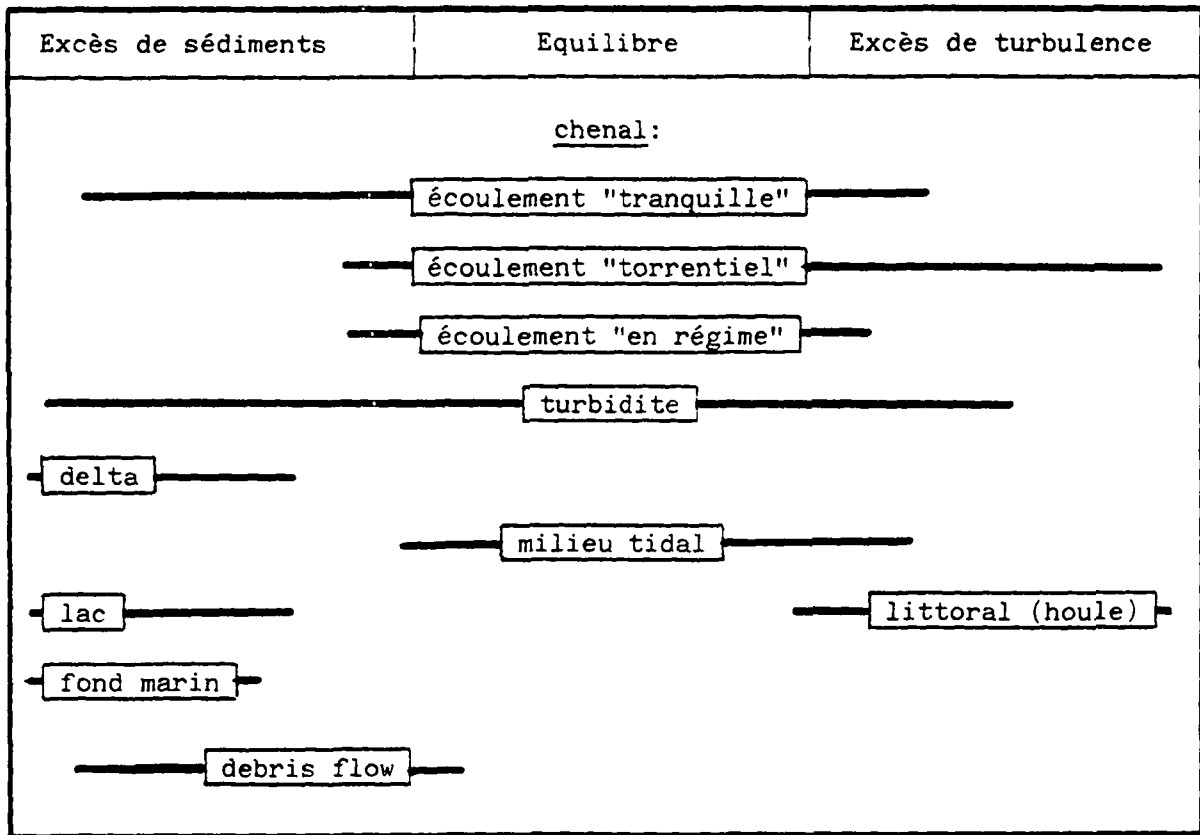 Excès de sédiments Equilibre Excès de turbulence
chenal:
écoulement "tranquille"
écoulement "torrentiel"
écoulement "en régime"
turbidite
delta
milieu tidal
lac littoral (houle)
fond marin
debris flow